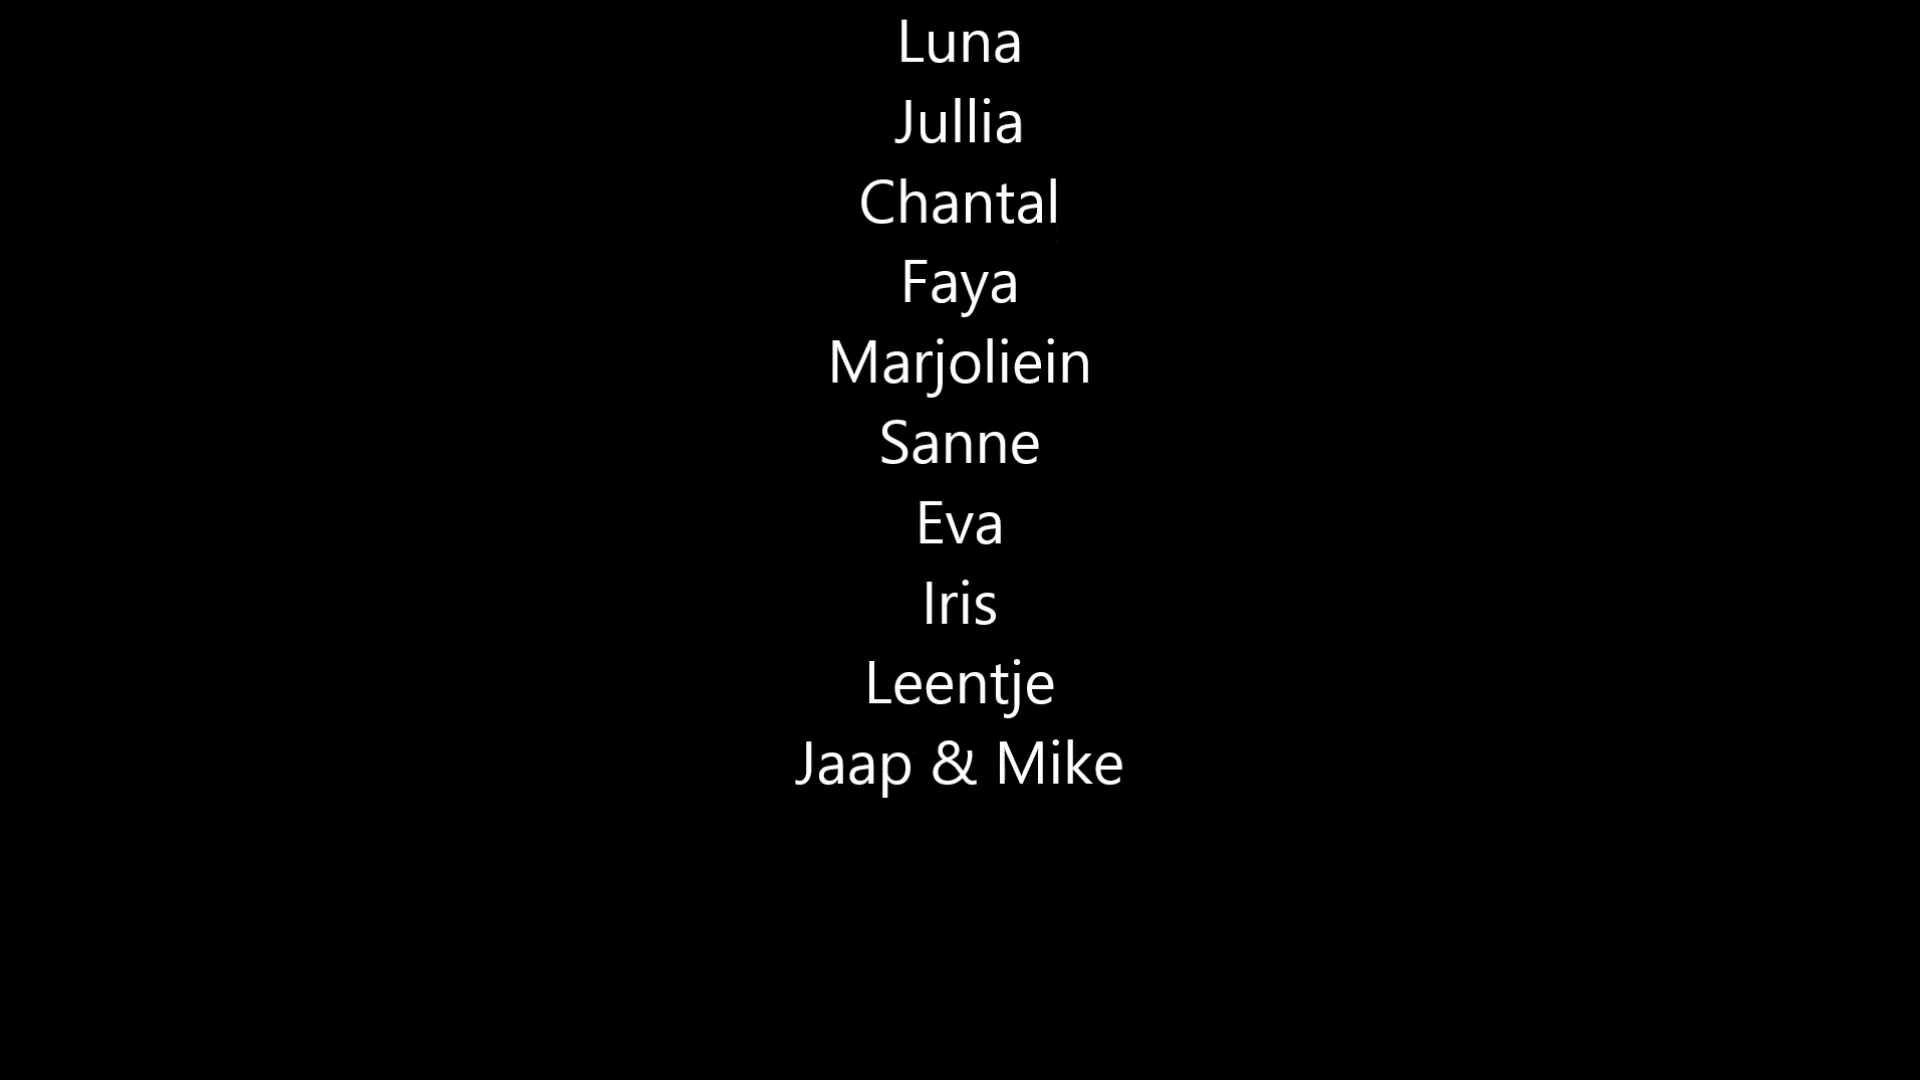 Luna
Jullia
Chantal
Faya
Marjoliein
Sanne
Eva
Iris
Leentje
Jaap & Mike